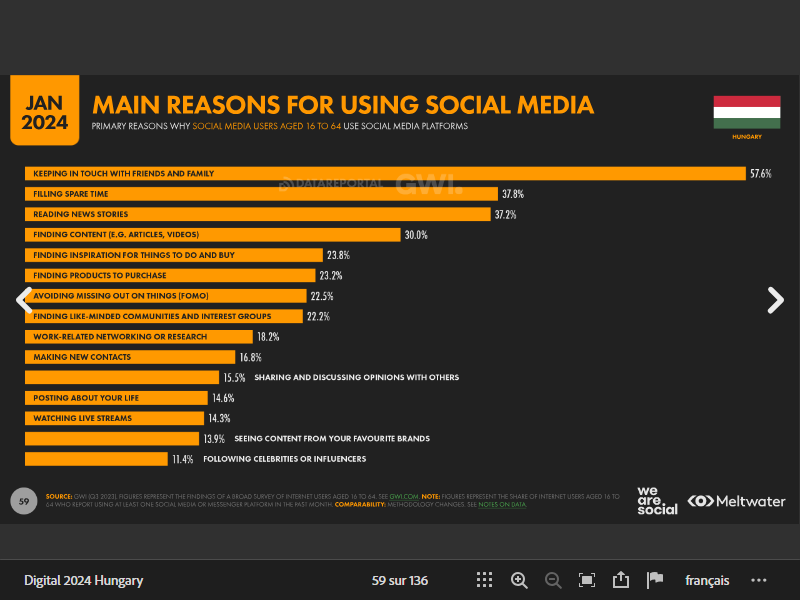 JAN
2024
MAIN REASONS FOR USING SOCIAL MEDIA
PRIMARY REASONS WHY SOCIAL MEDIA USERS AGED 16 TO 64 USE SOCIAL MEDIA PLATFORMS
HUNGARY
KEEPING IN TOUCH WITH FRIENDS AND FAMILY 57.6%
DATAREPORTAL GWI.
FILLING SPARE TIME 37.8%
READING NEWS STORIES 37.2%
FINDING CONTENT (E.G. ARTICLES, VIDEOS) 30.0%
FINDING INSPIRATION FOR THINGS TO DO AND BUY 23.8%
FINDING PRODUCTS TO PURCHASE 23.2%
AVOIDING MISSING OUT ON THINGS (FOMO) 22.5%
FINDING LIKE-MINDED COMMUNITIES AND INTEREST GROUPS 22.2%
WORK-RELATED NETWORKING OR RESEARCH 18.2%
MAKING NEW CONTACTS 16.8%
15.5% SHARING AND DISCUSSING OPINIONS WITH OTHERS
POSTING ABOUT YOUR LIFE 14.6%
WATCHING LIVE STREAMS 14.3%
13.9% SEEING CONTENT FROM YOUR FAVOURITE BRANDS
11.4% FOLLOWING CELEBRITIES OR INFLUENCERS
59
SOURCE: GWI (Q3 2023). FIGURES REPRESENT THE FINDINGS OF A BROAD SURVEY OF INTERNET USERS AGED 16 TO 64. SEE GWI.COM. NOTE: FIGURES REPRESENT THE SHARE OF INTERNET USERS AGED 16 TO
64 WHO REPORT USING AT LEAST ONE SOCIAL MEDIA OR MESSENGER PLATFORM IN THE PAST MONTH. COMPARABILITY: METHODOLOGY CHANGES. SEE NOTES ON DATA.
we
are.
social
Meltwater
Digital 2024 Hungary
59 sur 136
français